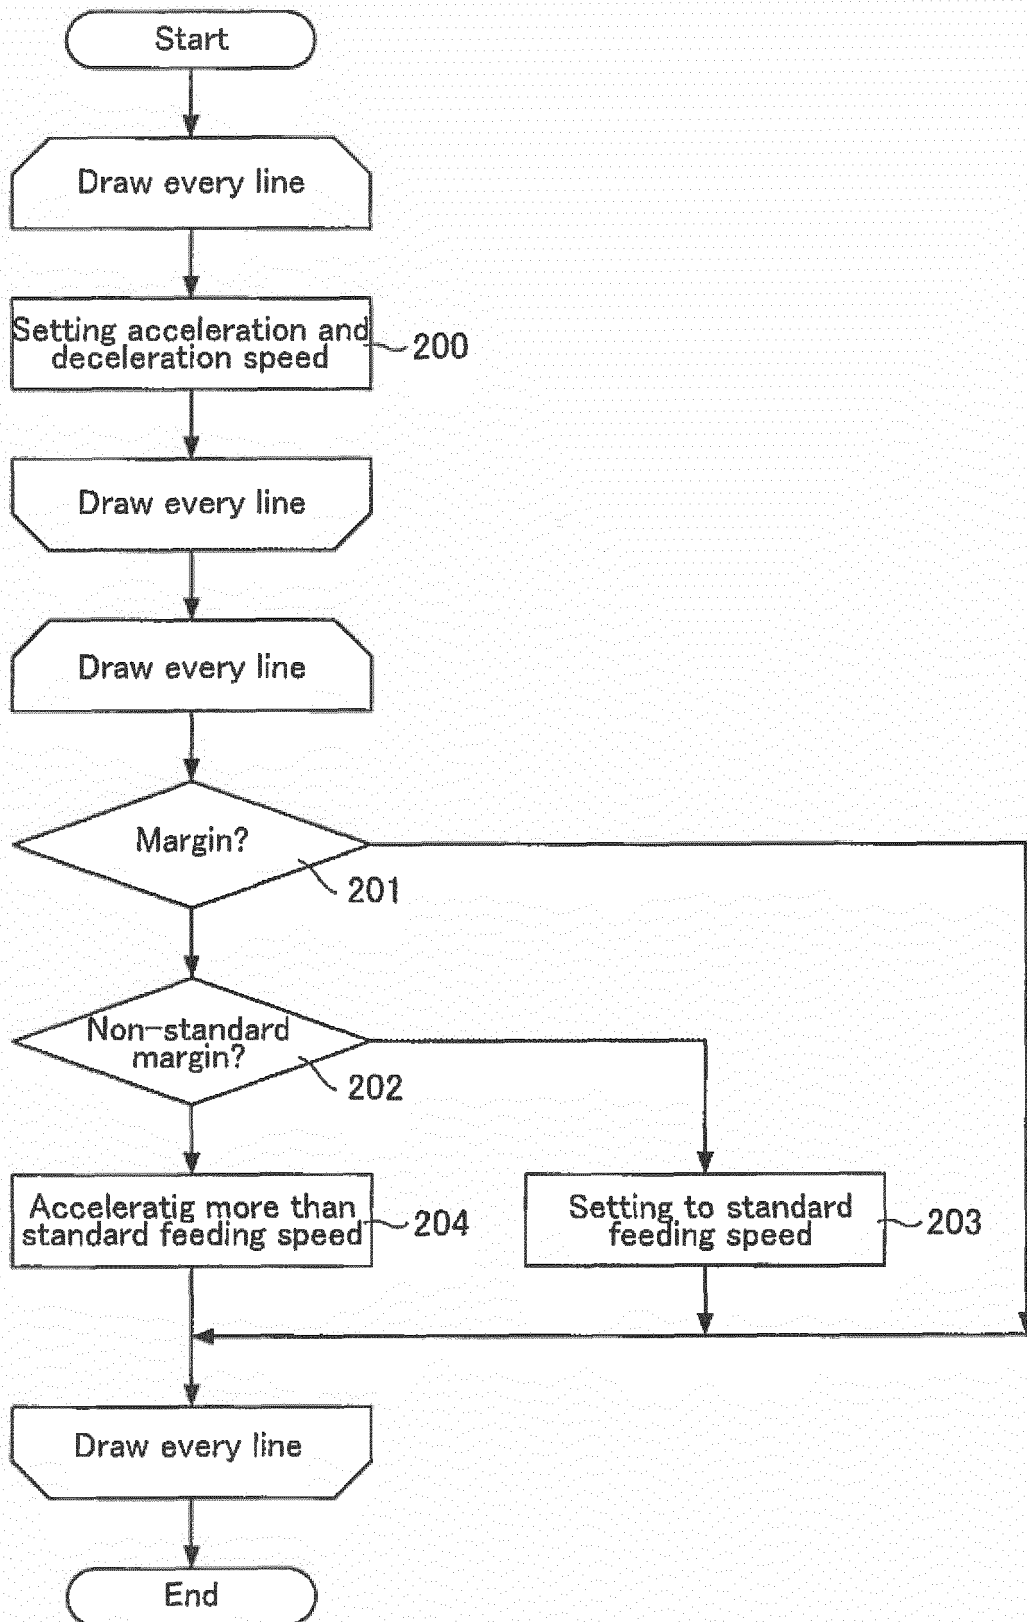 Start
Draw every line
Setting acceleration and
deceleration speed
200
Draw every line
Draw every line
Margin?
201
Non-standard
margin?
202
Acceleratig more than
standard feeding speed
204
Setting to standard
feeding speed
203
Draw every line
End